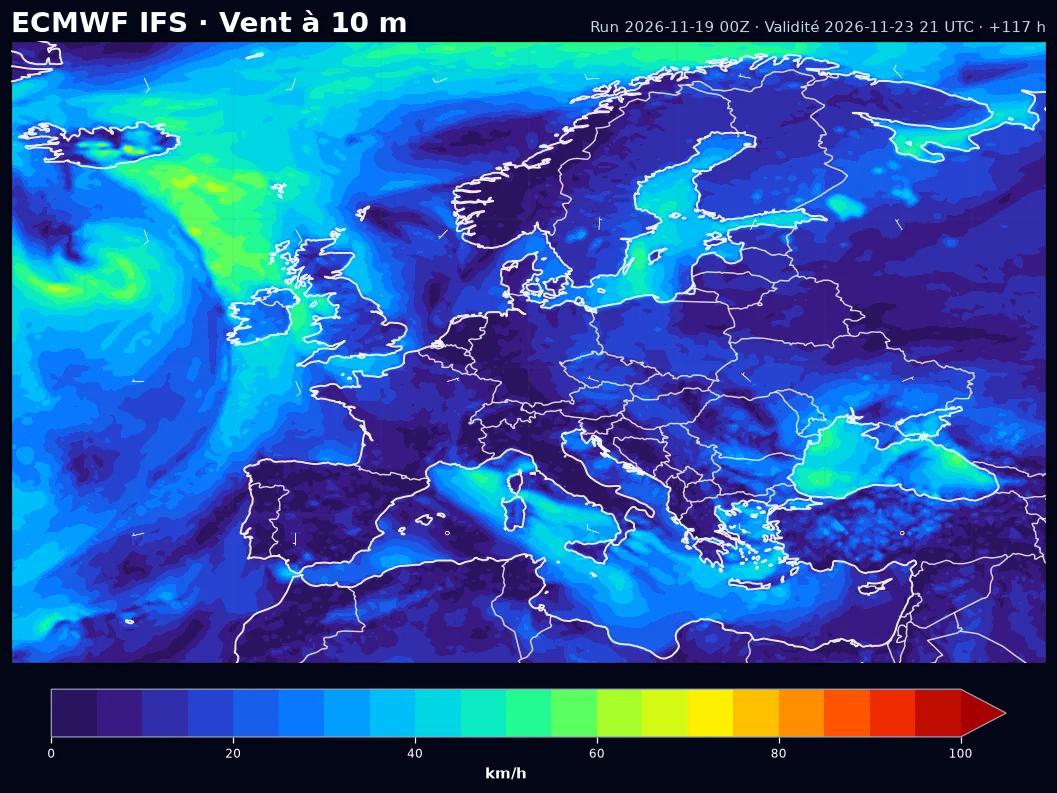 ECMWF IFS · Vent à 10 m
Run 2026-11-19 00Z · Validité 2026-11-23 21 UTC · +117 h
0 20 40 60 80 100
km/h